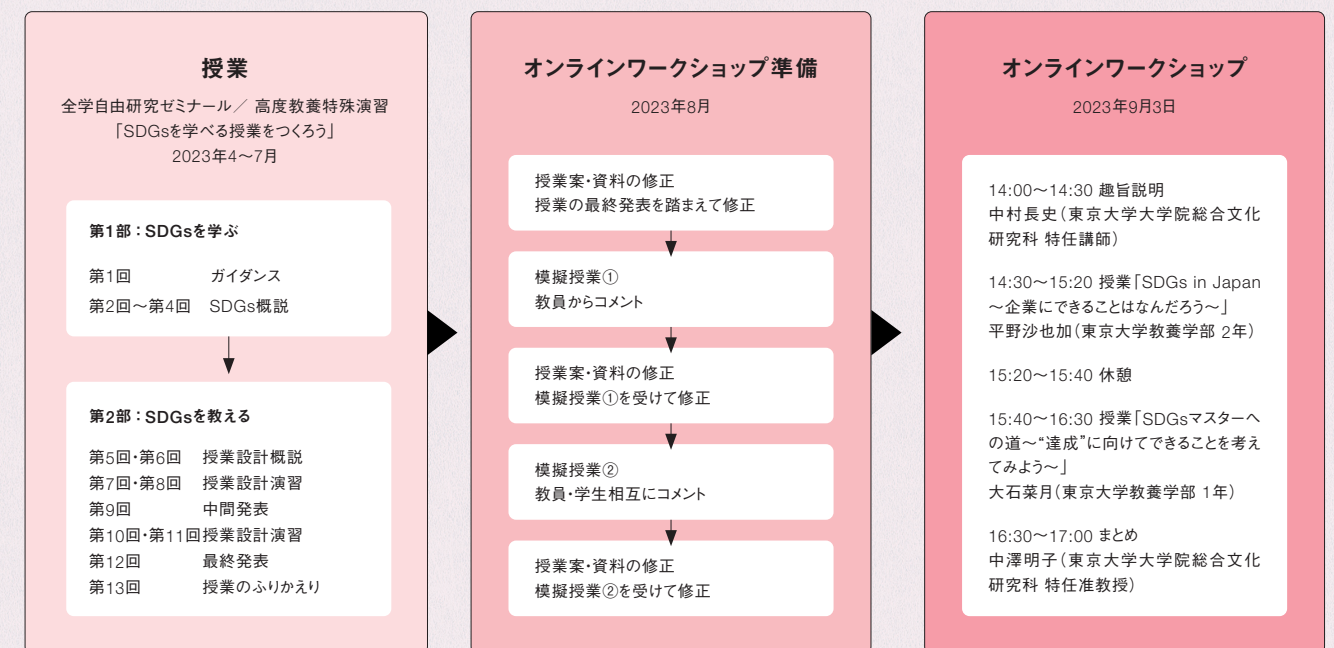 授業
全学自由研究ゼミナール／ 高度教養特殊演習
「SDGsを学べる授業をつくろう」
2023年4〜7月
第1部：SDGsを学ぶ
第1回 ガイダンス
第2回〜第4回 SDGs概説
第2部：SDGsを教える
第5回・第6回 授業設計概説
第7回・第8回 授業設計演習
第9回 中間発表
第10回・第11回 授業設計演習
第12回 最終発表
第13回 授業のふりかえり
オンラインワークショップ準備
2023年8月
授業案・資料の修正
授業の最終発表を踏まえて修正
模擬授業①
教員からコメント
授業案・資料の修正
模擬授業①を受けて修正
模擬授業②
教員・学生相互にコメント
授業案・資料の修正
模擬授業②を受けて修正
オンラインワークショップ
2023年9月3日
14:00〜14:30 趣旨説明
中村長史（東京大学大学院総合文化
研究科 特任講師）
14:30〜15:20 授業「SDGs in Japan
〜企業にできることはなんだろう〜」
平野沙也加（東京大学教養学部 2年）
15:20〜15:40 休憩
15:40〜16:30 授業「SDGsマスターへ
の道〜“達成”に向けてできることを考え
てみよう〜」
大石菜月（東京大学教養学部 1年）
16:30〜17:00 まとめ
中澤明子（東京大学大学院総合文化
研究科 特任准教授）